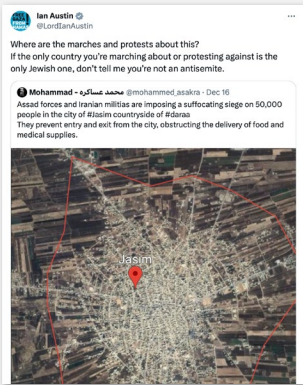 Ian Austin
@LordIanAustin
Where are the marches and protests about this?
If the only country you're marching about or protesting against is the
only Jewish one, don't tell me you're not an antisemite.
Mohammad - محمد عساكره @mohammed_asakra · Dec 16
Assad forces and Iranian militias are imposing a suffocating siege on 50,000
people in the city of #Jasim countryside of #daraa
They prevent entry and exit from the city, obstructing the delivery of food and
medical supplies.
Jasim